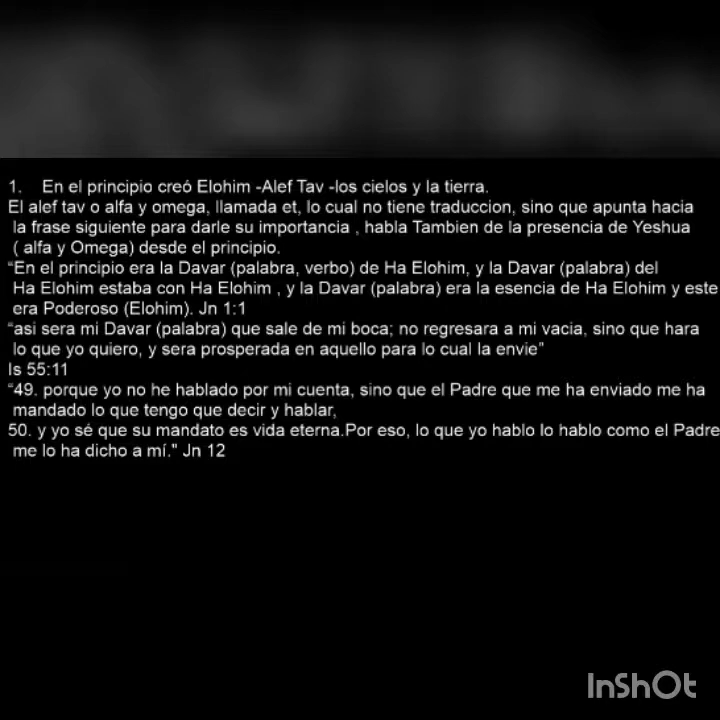 1. En el principio creó Elohim -Alef Tav -los cielos y la tierra.
El alef tav o alfa y omega, llamada et, lo cual no tiene traduccion, sino que apunta hacia
la frase siguiente para darle su importancia , habla Tambien de la presencia de Yeshua
( alfa y Omega) desde el principio.
“En el principio era la Davar (palabra, verbo) de Ha Elohim, y la Davar (palabra) del
Ha Elohim estaba con Ha Elohim , y la Davar (palabra) era la esencia de Ha Elohim y este
era Poderoso (Elohim). Jn 1:1
“asi sera mi Davar (palabra) que sale de mi boca; no regresara a mi vacia, sino que hara
lo que yo quiero, y sera prosperada en aquello para lo cual la envie”
Is 55:11
“49. porque yo no he hablado por mi cuenta, sino que el Padre que me ha enviado me ha
mandado lo que tengo que decir y hablar,
50. y yo sé que su mandato es vida eterna.Por eso, lo que yo hablo lo hablo como el Padre
me lo ha dicho a mí." Jn 12
InShOt